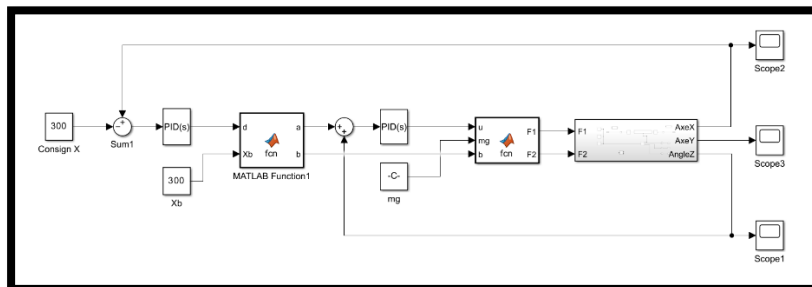 Scope2
300
Consign X
Sum1
PID(s)
d
Xb
fcn
a
b
MATLAB Function1
300
Xb
PID(s)
u
mg
b
fcn
F1
F2
-C-
mg
F1
F2
AxeX
AxeY
AngleZ
Scope3
Scope1